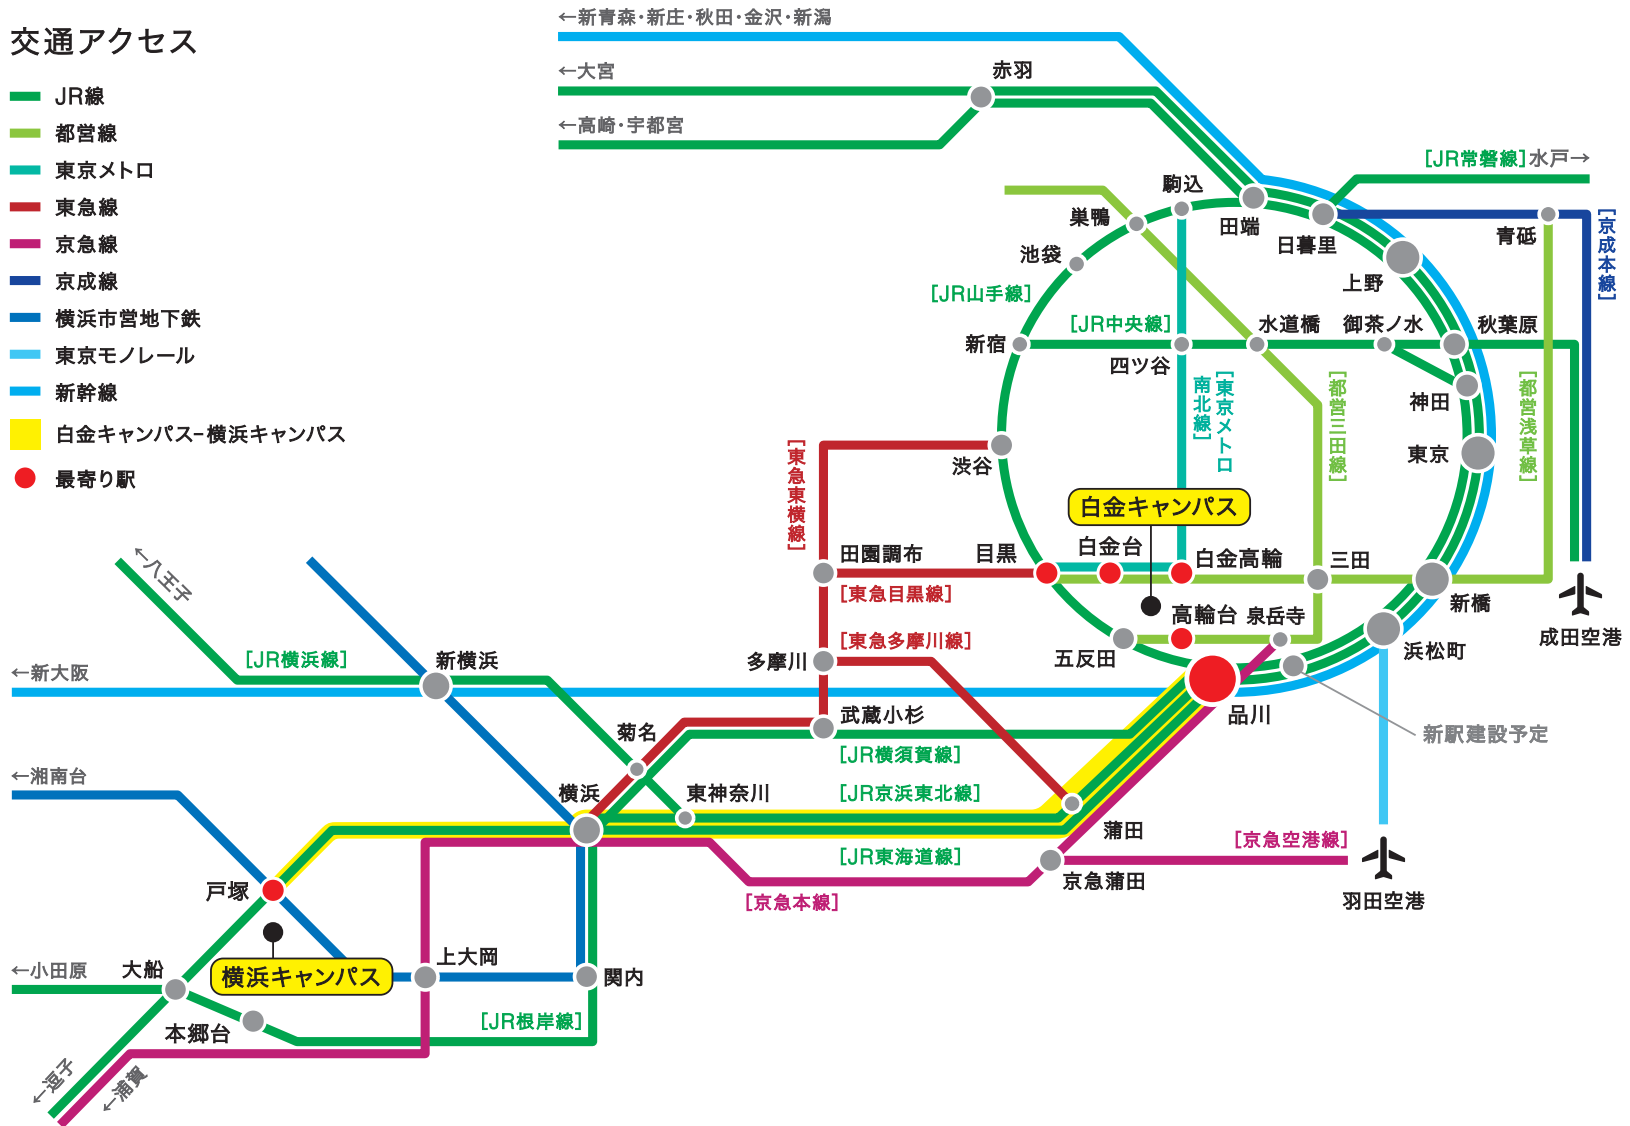 交通アクセス
JR線
都営線
東京メトロ
東急線
京急線
京成線
横浜市営地下鉄
東京モノレール
新幹線
白金キャンパス−横浜キャンパス
最寄り駅
←新青森・新庄・秋田・金沢・新潟
←大宮
赤羽
←高崎・宇都宮
[JR常磐線]水戸→
駒込
巣鴨
田端
日暮里
青砥
[京成本線]
池袋
上野
[JR山手線]
[JR中央線]
水道橋
御茶ノ水
秋葉原
新宿
四ツ谷
[東京メトロ
南北線]
[都営三田線]
[都営浅草線]
神田
東京
渋谷
[東急東横線]
白金キャンパス
田園調布
目黒
白金台
白金高輪
三田
[東急目黒線]
新橋
成田空港
高輪台
泉岳寺
浜松町
五反田
[東急多摩川線]
多摩川
←八王子
[JR横浜線]
新横浜
←新大阪
品川
新駅建設予定
武蔵小杉
菊名
[JR横須賀線]
←湘南台
横浜
東神奈川
[JR京浜東北線]
蒲田
[京急空港線]
[JR東海道線]
京急蒲田
羽田空港
[京急本線]
戸塚
横浜キャンパス
上大岡
関内
←小田原
大船
本郷台
[JR根岸線]
←逗子
←浦賀